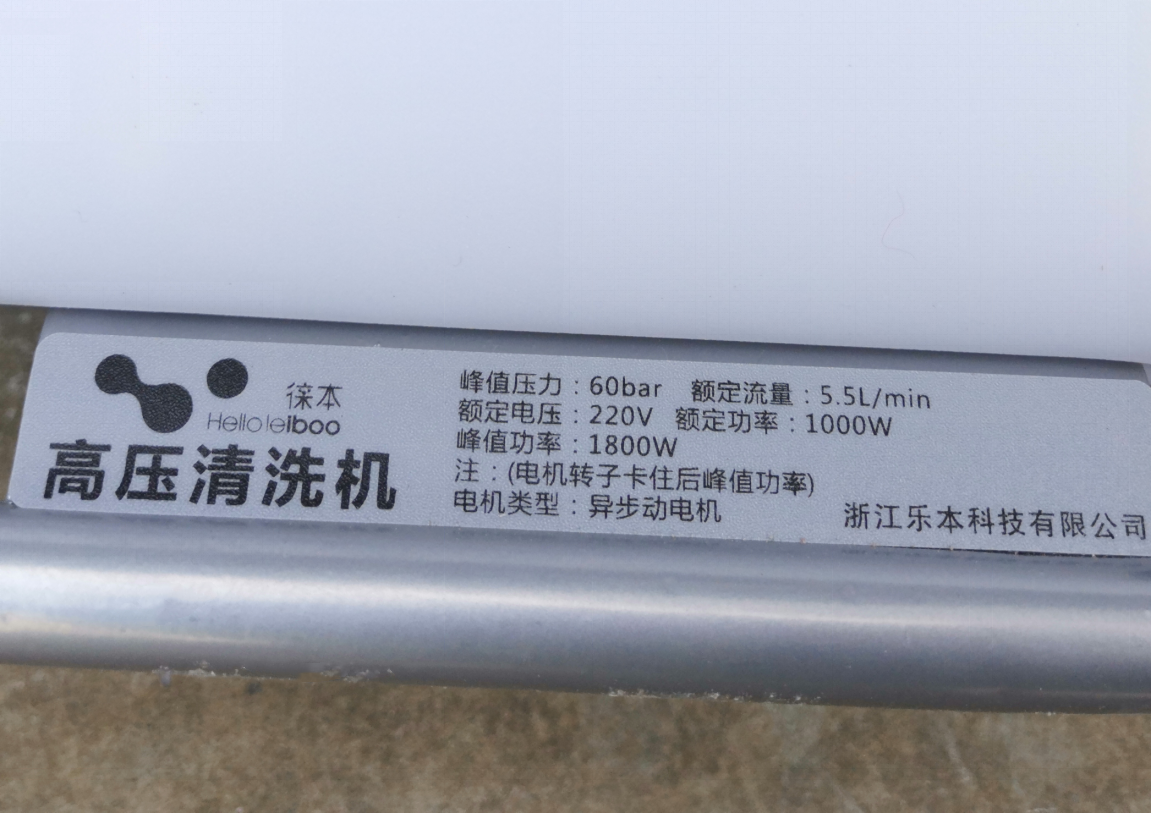 徕本
Helloleiboo
高压清洗机
峰值压力：60bar 额定流量：5.5L/min
额定电压：220V 额定功率：1000W
峰值功率：1800W
注：(电机转子卡住后峰值功率)
电机类型：异步动电机
浙江乐本科技有限公司